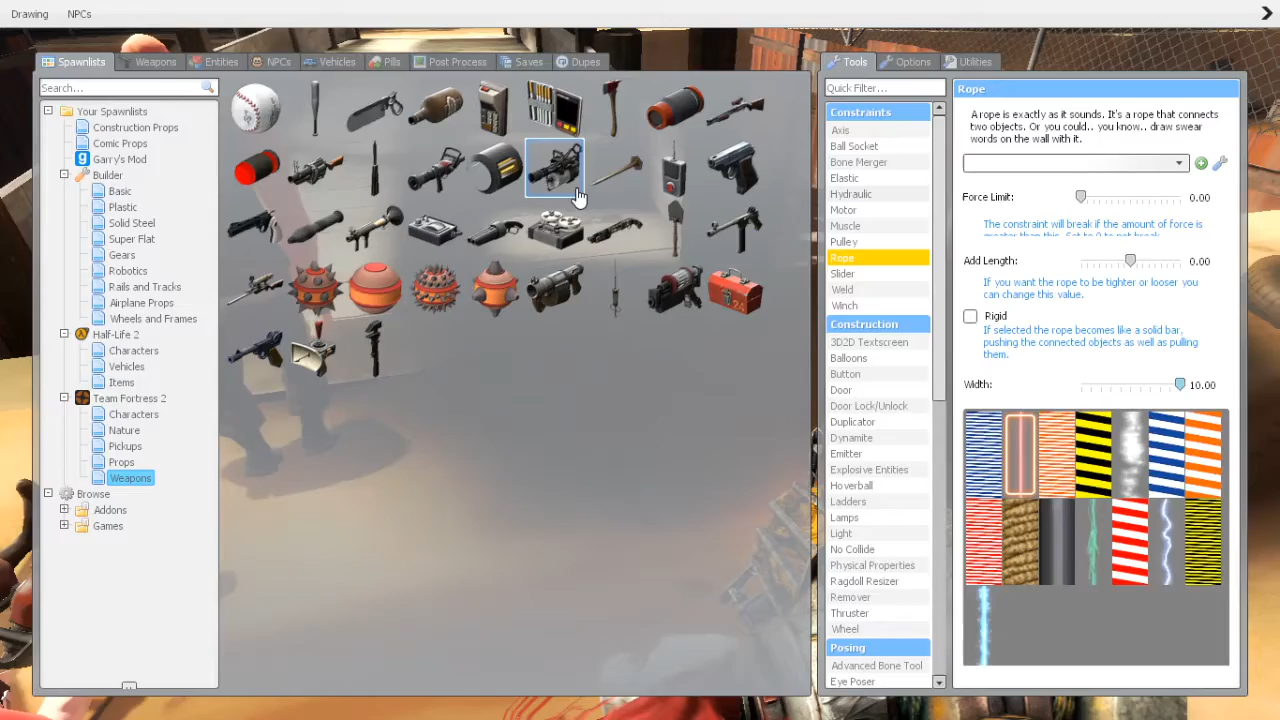 Drawing NPCs
Spawnlists Weapons Entities NPCs Vehicles Pills Post Process Saves Dupes
Search...
Your Spawnlists
Construction Props
Comic Props
Garry's Mod
Builder
Basic
Plastic
Solid Steel
Super Flat
Gears
Robotics
Rails and Tracks
Airplane Props
Wheels and Frames
Half-Life 2
Characters
Vehicles
Items
Team Fortress 2
Characters
Nature
Pickups
Props
Weapons
Browse
Addons
Games
Tools Options Utilities
Quick Filter...
Constraints
Axis
Ball Socket
Bone Merger
Elastic
Hydraulic
Motor
Muscle
Pulley
Rope
Slider
Weld
Winch
Construction
3D2D Textscreen
Balloons
Button
Door
Door Lock/Unlock
Duplicator
Dynamite
Emitter
Explosive Entities
Hoverball
Ladders
Lamps
Light
No Collide
Physical Properties
Ragdoll Resizer
Remover
Thruster
Wheel
Posing
Advanced Bone Tool
Eye Poser
Rope
A rope is exactly as it sounds. It's a rope that connects
two objects. Or you could.. you know.. draw swear
words on the wall with it.
Force Limit: 0.00
The constraint will break if the amount of force is
greater than this. Set to 0 to not break.
Add Length: 0.00
If you want the rope to be tighter or looser you
can change this value.
Rigid
If selected the rope becomes like a solid bar,
pushing the connected objects as well as pulling
them.
Width: 10.00